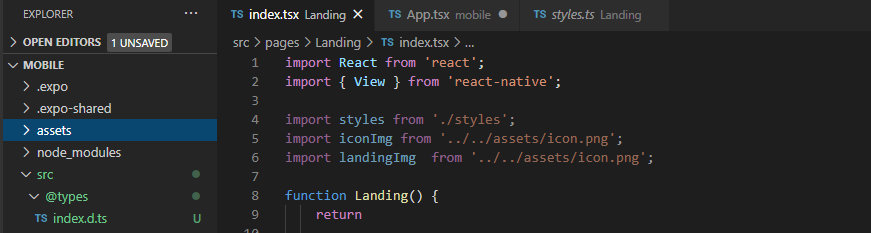 EXPLORER
OPEN EDITORS 1 UNSAVED
MOBILE
.expo
.expo-shared
assets
node_modules
src
@types
TS index.d.ts U
TS index.tsx Landing
TS App.tsx mobile
TS styles.ts Landing
src > pages > Landing > TS index.tsx > ...
1 import React from 'react';
2 import { View } from 'react-native';
3
4 import styles from './styles';
5 import iconImg from '../../assets/icon.png';
6 import landingImg  from '../../assets/icon.png';
7
8 function Landing() {
9 return
10